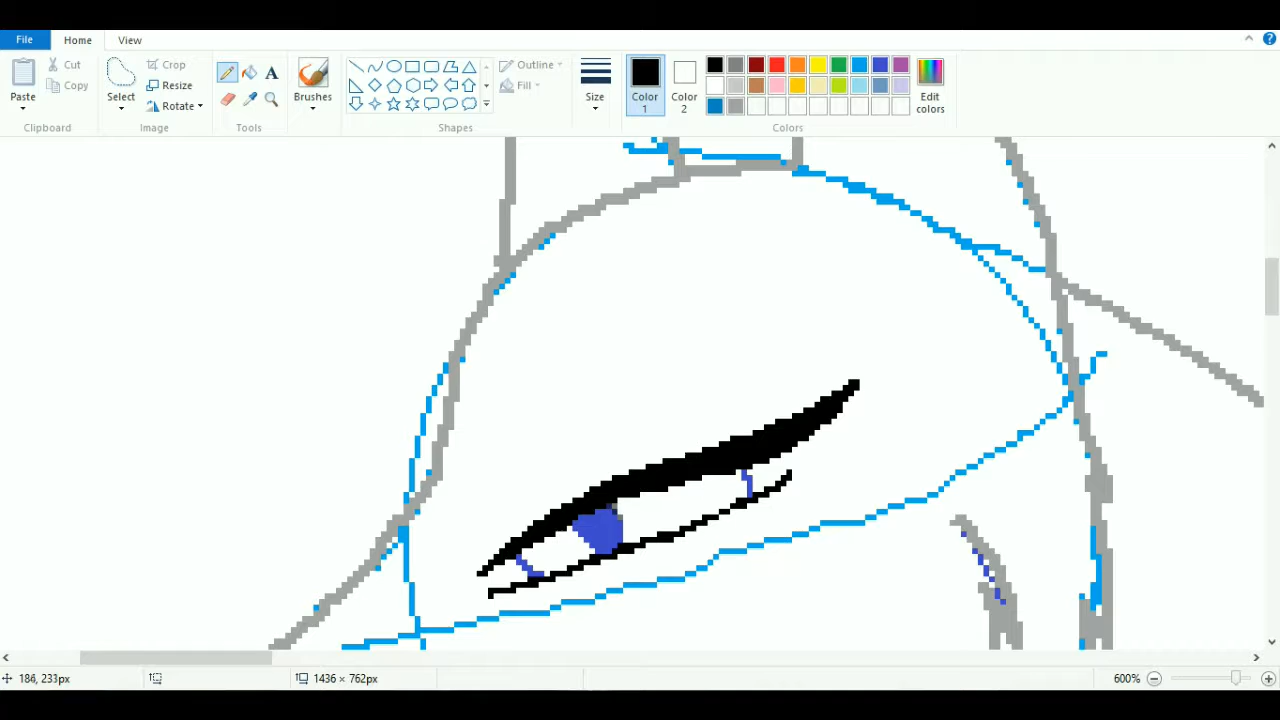 File Home View
Paste Cut Copy
Clipboard
Select Crop Resize Rotate
Image
A
Tools
Brushes
Outline Fill
Shapes
Size
Color 1 Color 2
Edit colors
Colors
186, 233px 1436 × 762px 600%